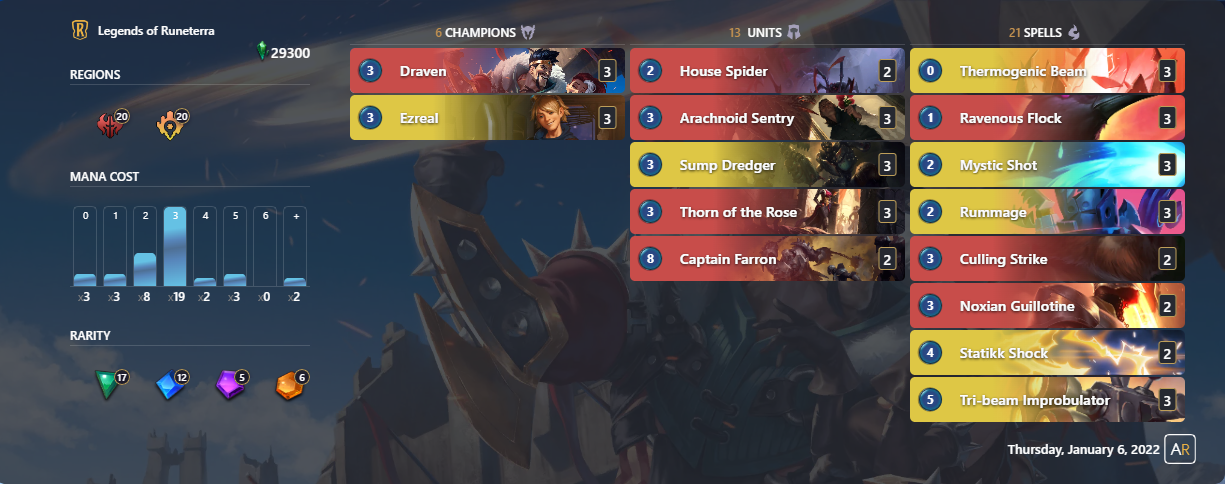 Legends of Runeterra
29300
REGIONS
20
20
MANA COST
0 1 2 3 4 5 6 +
x3 x3 x8 x19 x2 x3 x0 x2
RARITY
17
12
5
6
6 CHAMPIONS
3 Draven 3
3 Ezreal 3
13 UNITS
2 House Spider 2
3 Arachnoid Sentry 3
3 Sump Dredger 3
3 Thorn of the Rose 3
8 Captain Farron 2
21 SPELLS
0 Thermogenic Beam 3
1 Ravenous Flock 3
2 Mystic Shot 3
2 Rummage 3
3 Culling Strike 2
3 Noxian Guillotine 2
4 Statikk Shock 2
5 Tri-beam Improbulator 3
Thursday, January 6, 2022 AR